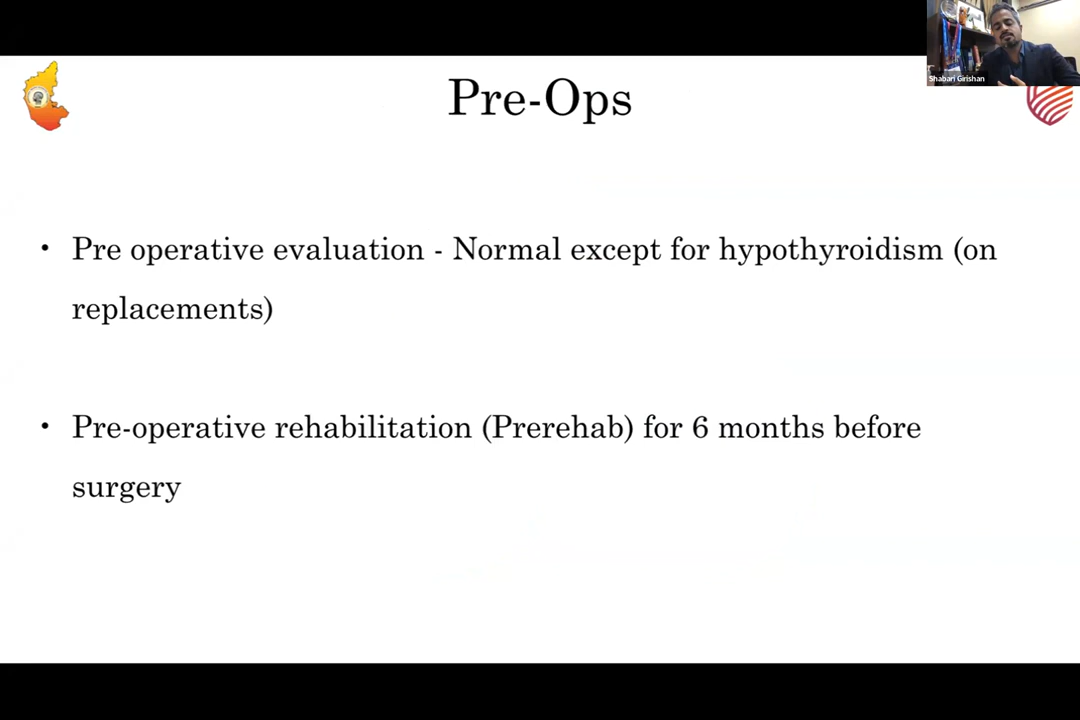 Shabari Girishan
Pre-Ops
• Pre operative evaluation - Normal except for hypothyroidism (on
replacements)
• Pre-operative rehabilitation (Prerehab) for 6 months before
surgery